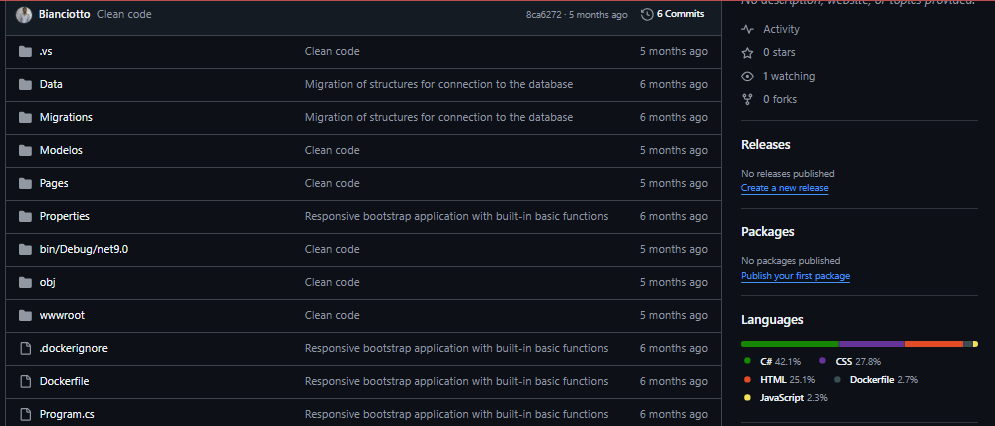 Bianciotto Clean code 8ca6272 · 5 months ago 6 Commits
.vs Clean code 5 months ago
Data Migration of structures for connection to the database 6 months ago
Migrations Migration of structures for connection to the database 6 months ago
Modelos Clean code 5 months ago
Pages Clean code 5 months ago
Properties Responsive bootstrap application with built-in basic functions 6 months ago
bin/Debug/net9.0 Clean code 5 months ago
obj Clean code 5 months ago
wwwroot Clean code 5 months ago
.dockerignore Responsive bootstrap application with built-in basic functions 6 months ago
Dockerfile Responsive bootstrap application with built-in basic functions 6 months ago
Program.cs Responsive bootstrap application with built-in basic functions 6 months ago
No description, website, or topics provided.
Activity
0 stars
1 watching
0 forks
Releases
No releases published
Create a new release
Packages
No packages published
Publish your first package
Languages
C# 42.1% CSS 27.8%
HTML 25.1% Dockerfile 2.7%
JavaScript 2.3%